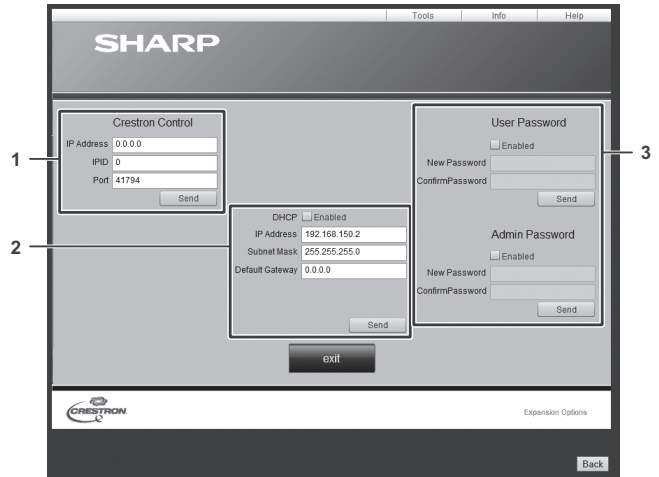 Tools Info Help
SHARP
1
Crestron Control
IP Address 0.0.0.0
IPID 0
Port 41794
Send
2
DHCP Enabled
IP Address 192.168.150.2
Subnet Mask 255.255.255.0
Default Gateway 0.0.0.0
Send
3
User Password
Enabled
New Password
ConfirmPassword
Send
Admin Password
Enabled
New Password
ConfirmPassword
Send
exit
CRESTRON
Expansion Options
Back